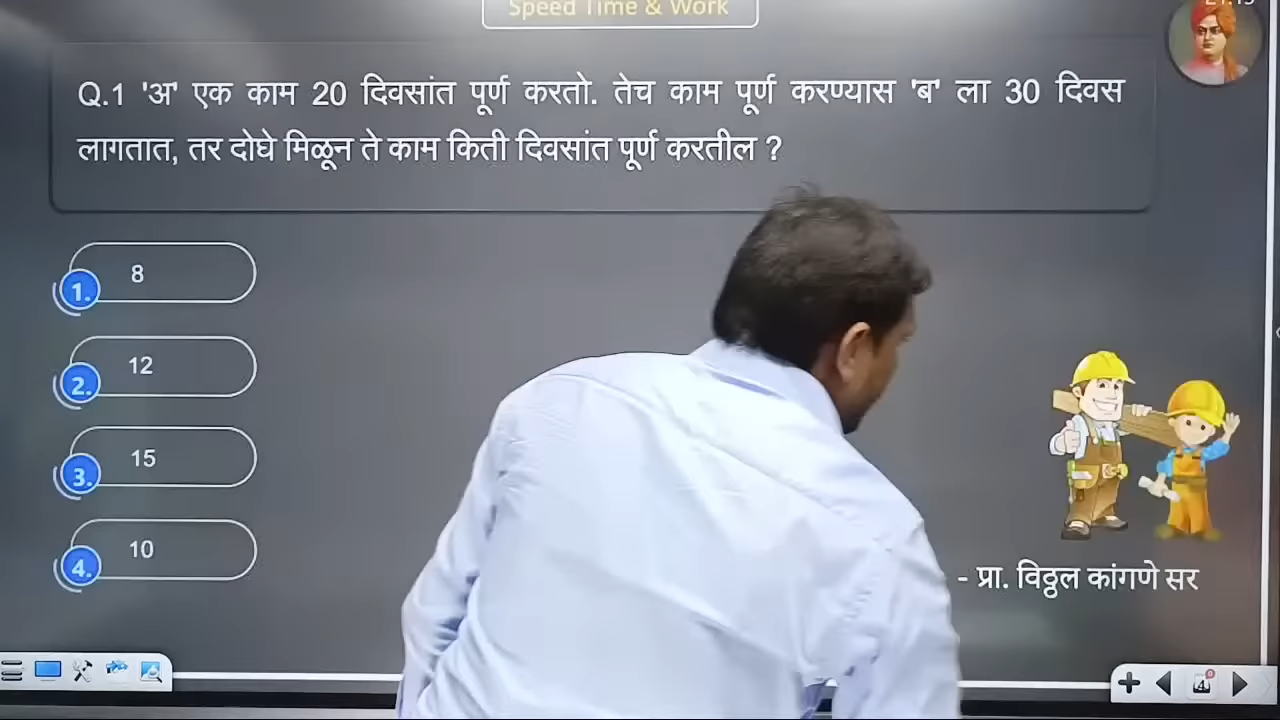 Speed Time & Work
Q.1 'अ' एक काम 20 दिवसांत पूर्ण करतो. तेच काम पूर्ण करण्यास 'ब' ला 30 दिवस
लागतात, तर दोघे मिळून ते काम किती दिवसांत पूर्ण करतील ?
1. 8
2. 12
3. 15
4. 10
- प्रा. विठ्ठल कांगणे सर